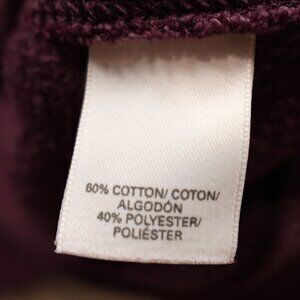 60% COTTON/ COTON/
ALGODÓN
40% POLYESTER/
POLIÉSTER